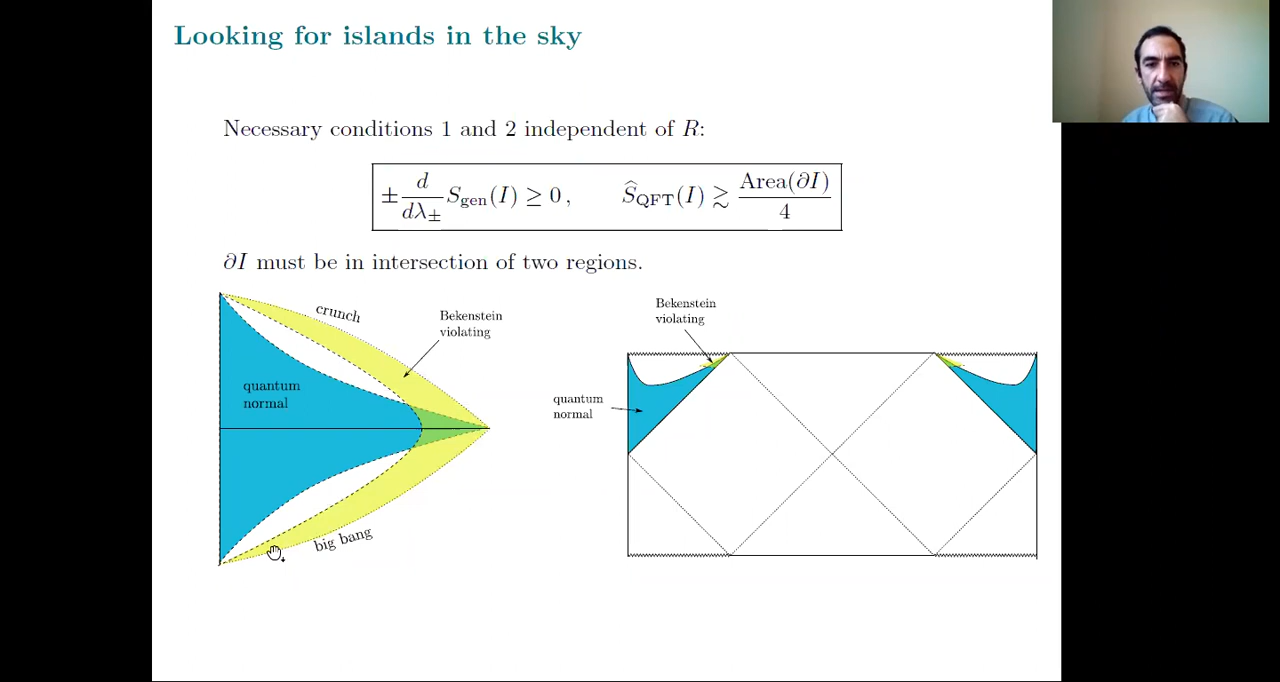 Looking for islands in the sky
Necessary conditions 1 and 2 independent of R:
± d/dλ± S_gen(I) ≥ 0 ,    Ŝ_QFT(I) ≳ Area(∂I)/4
∂I must be in intersection of two regions.
crunch
Bekenstein
violating
quantum
normal
big bang
Bekenstein
violating
quantum
normal